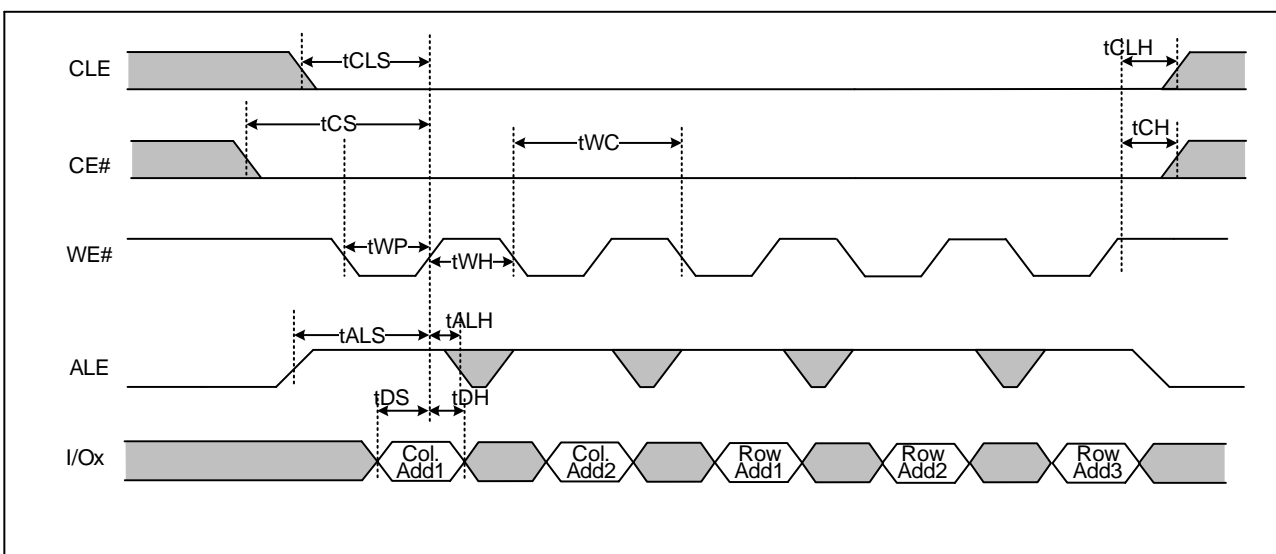 CLE
tCLS
tCLH
tCS
tWC
tCH
CE#
WE#
tWP
tWH
tALS
tALH
ALE
tDS
tDH
I/Ox
Col.
Add1
Col.
Add2
Row
Add1
Row
Add2
Row
Add3